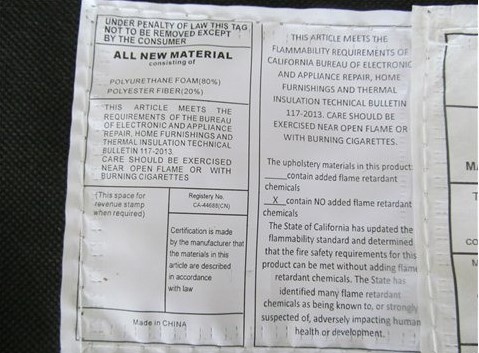 UNDER PENALTY OF LAW THIS TAG
NOT TO BE REMOVED EXCEPT
BY THE CONSUMER
ALL NEW MATERIAL
consisting of
POLYURETHANE FOAM(80%)
POLYESTER FIBER(20%)
THIS ARTICLE MEETS THE
REQUIREMENTS OF THE BUREAU
OF ELECTRONIC AND APPLIANCE
REPAIR, HOME FURNISHINGS AND
THERMAL INSULATION TECHNICAL
BULLETIN 117-2013.
CARE SHOULD BE EXERCISED
NEAR OPEN FLAME OR WITH
BURNING CIGARETTES
(This space for
revenue stamp
when required)
Registery No.
CA-44688(CN)
Certification is made
by the manufacturer that
the materials in this
article are described
in accordance
with law
Made in CHINA
THIS ARTICLE MEETS THE
FLAMMABILITY REQUIREMENTS OF
CALIFORNIA BUREAU OF ELECTRONIC
AND APPLIANCE REPAIR, HOME
FURNISHINGS AND THERMAL
INSULATION TECHNICAL BULLETIN
117-2013. CARE SHOULD BE
EXERCISED NEAR OPEN FLAME OR
WITH BURNING CIGARETTES.
The upholstery materials in this product:
____contain added flame retardant
chemicals
__X__contain NO added flame retardant
chemicals
The State of California has updated the
flammability standard and determined
that the fire safety requirements for this
product can be met without adding flame
retardant chemicals. The State has
identified many flame retardant
chemicals as being known to, or strongly
suspected of, adversely impacting human
health or development.